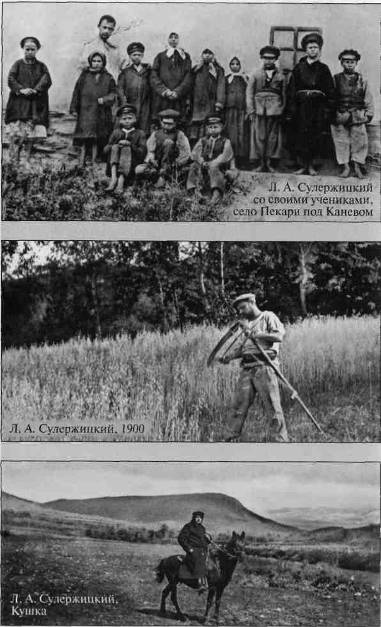 Л. А. Сулержицкий
со своими учениками,
село Пекари под Каневом
Л. А. Сулержицкий, 1900
Л. А. Сулержицкий.
Кушка